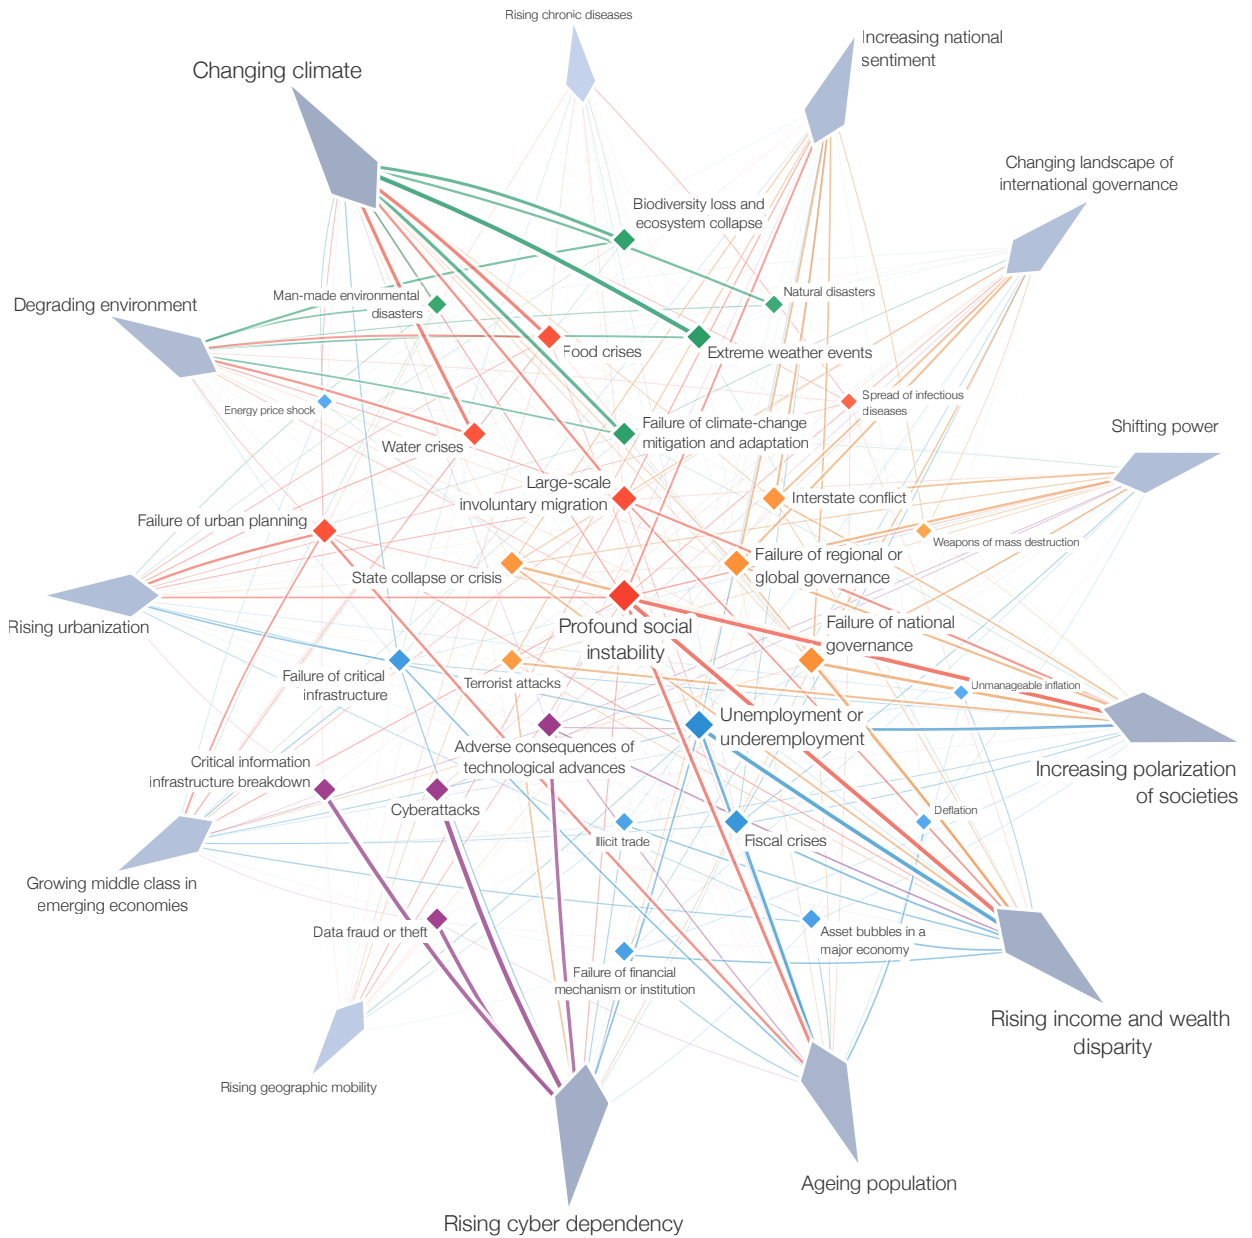 Rising chronic diseases
Increasing national
sentiment
Changing climate
Changing landscape of
international governance
Biodiversity loss and
ecosystem collapse
Degrading environment
Man-made environmental
disasters
Natural disasters
Food crises
Extreme weather events
Energy price shock
Spread of infectious
diseases
Water crises
Failure of climate-change
mitigation and adaptation
Shifting power
Large-scale
involuntary migration
Interstate conflict
Failure of urban planning
Weapons of mass destruction
State collapse or crisis
Failure of regional or
global governance
Rising urbanization
Profound social
instability
Failure of national
governance
Failure of critical
infrastructure
Terrorist attacks
Unmanageable inflation
Unemployment or
underemployment
Adverse consequences of
technological advances
Critical information
infrastructure breakdown
Increasing polarization
of societies
Cyberattacks
Deflation
Illicit trade
Fiscal crises
Growing middle class in
emerging economies
Data fraud or theft
Asset bubbles in a
major economy
Failure of financial
mechanism or institution
Rising income and wealth
disparity
Rising geographic mobility
Ageing population
Rising cyber dependency